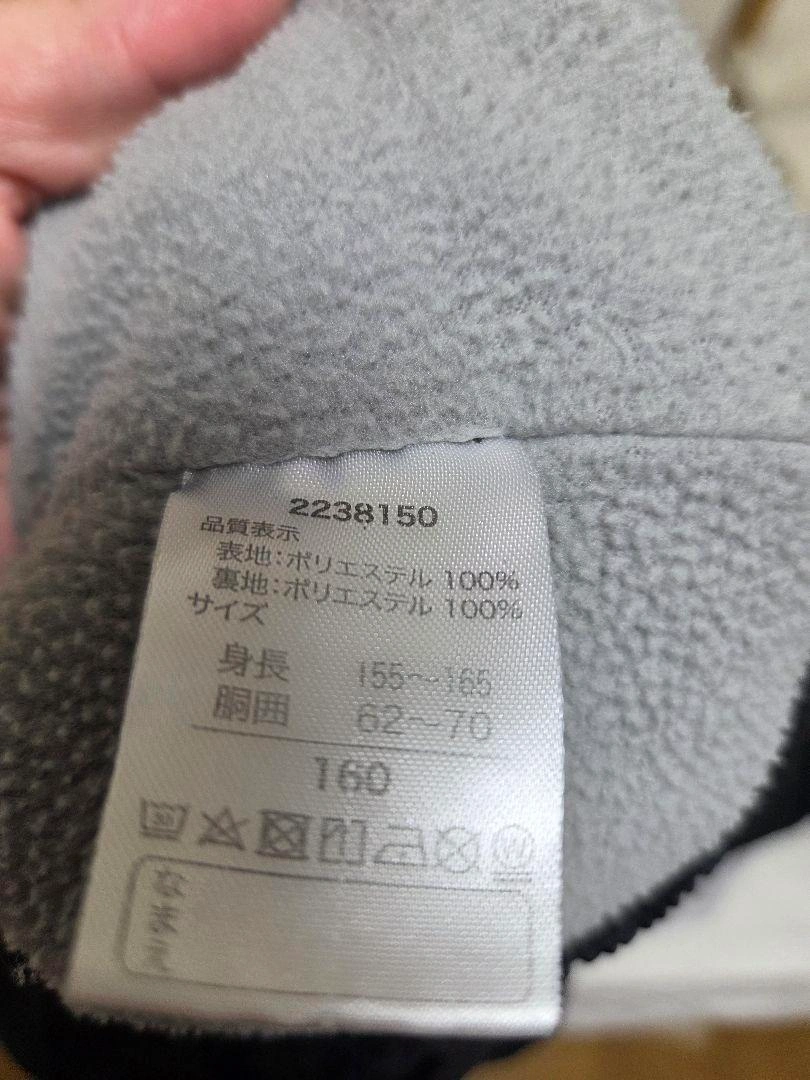 2238150
品質表示
表地:ポリエステル 100%
裏地:ポリエステル 100%
サイズ
身長 155~165
胴囲 62~70
160
30
W
なまえ